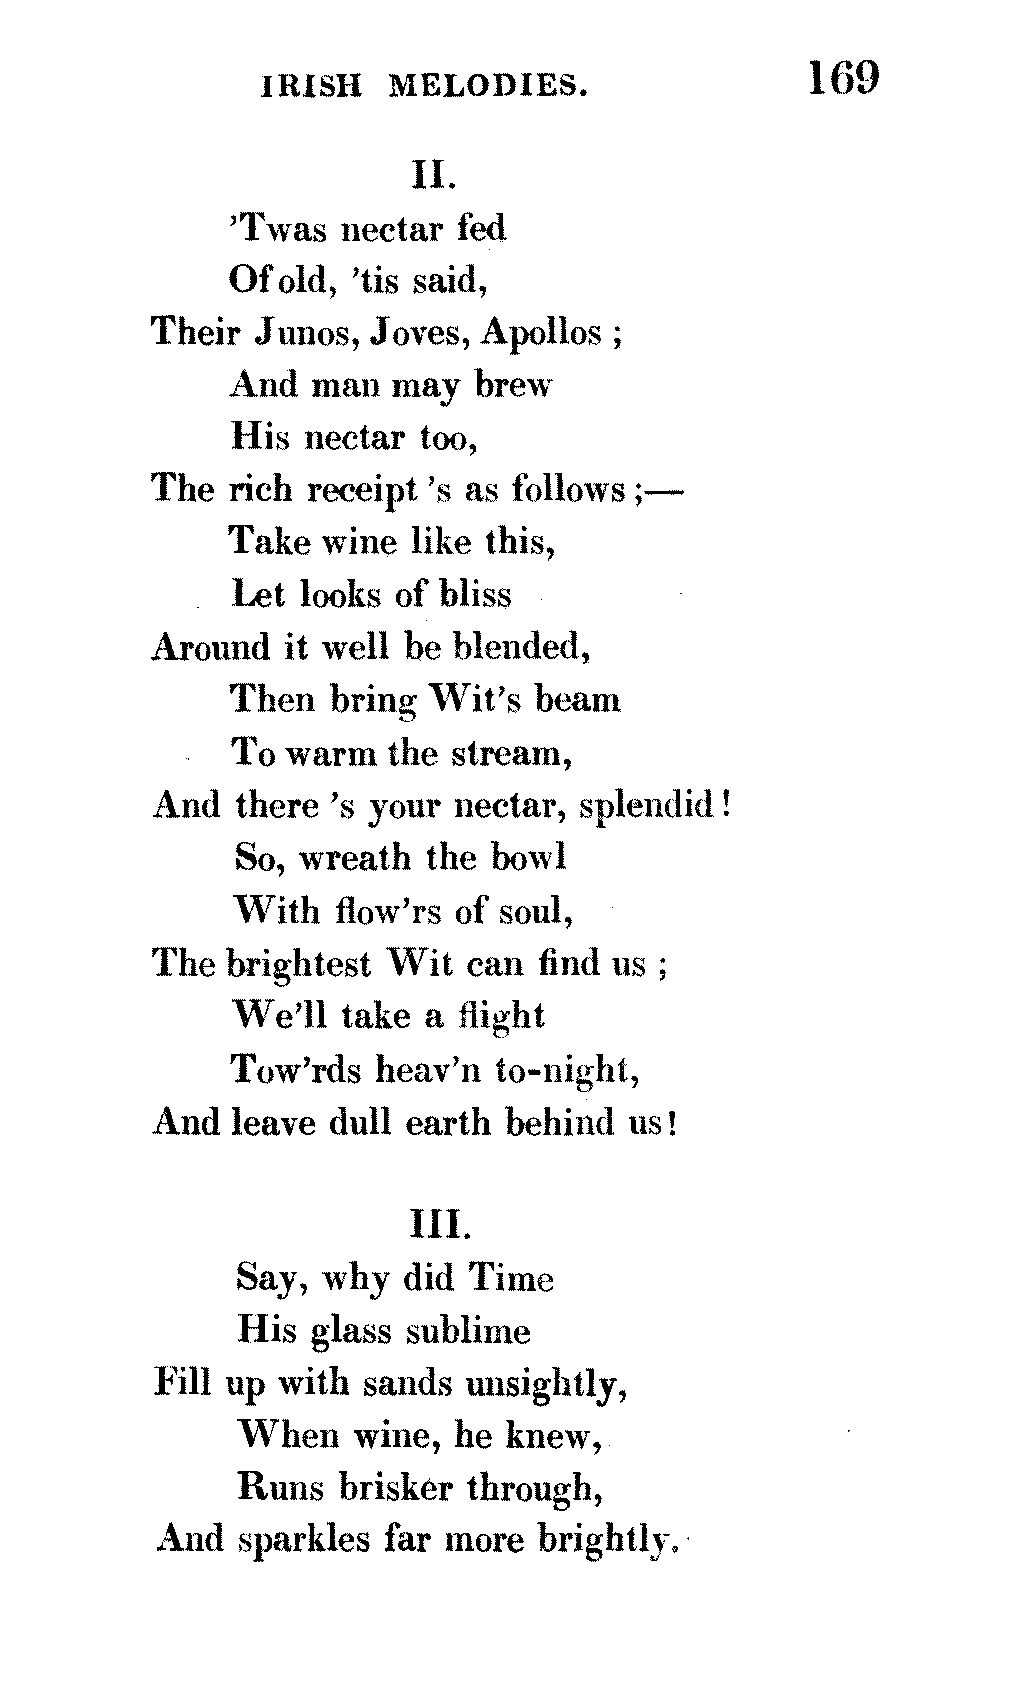 IRISH MELODIES. 169
II.
’Twas nectar fed
Of old, ’tis said,
Their Junos, Joves, Apollos ;
And man may brew
His nectar too,
The rich receipt ’s as follows ;—
Take wine like this,
Let looks of bliss
Around it well be blended,
Then bring Wit’s beam
To warm the stream,
And there ’s your nectar, splendid !
So, wreath the bowl
With flow’rs of soul,
The brightest Wit can find us ;
We’ll take a flight
Tow’rds heav’n to-night,
And leave dull earth behind us!
III.
Say, why did Time
His glass sublime
Fill up with sands unsightly,
When wine, he knew,
Runs brisker through,
And sparkles far more brightly.